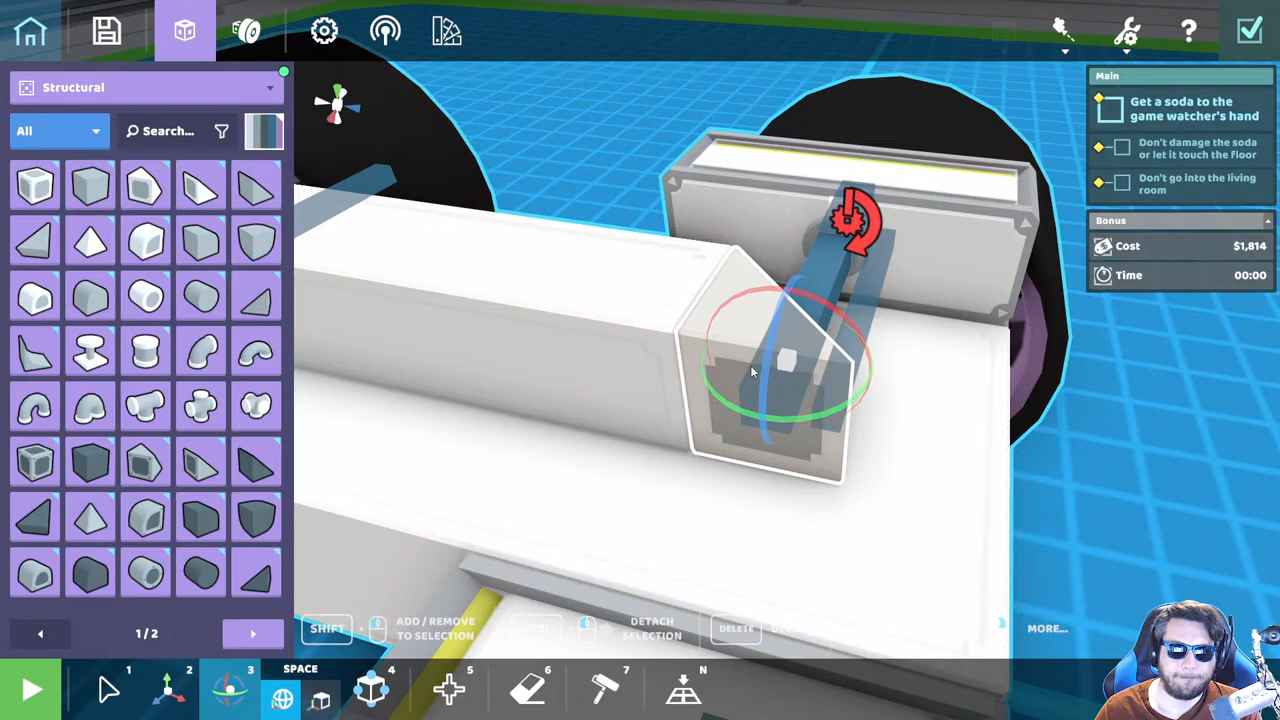 Structural
All
Search...
1/2
Main
Get a soda to the
game watcher's hand
Don't damage the soda
or let it touch the floor
Don't go into the living
room
Bonus
Cost
$1,814
Time
00:00
SHIFT
ADD / REMOVE
TO SELECTION
DETACH
SELECTION
DELETE
MORE...
1
2
3
SPACE
4
5
6
7
N